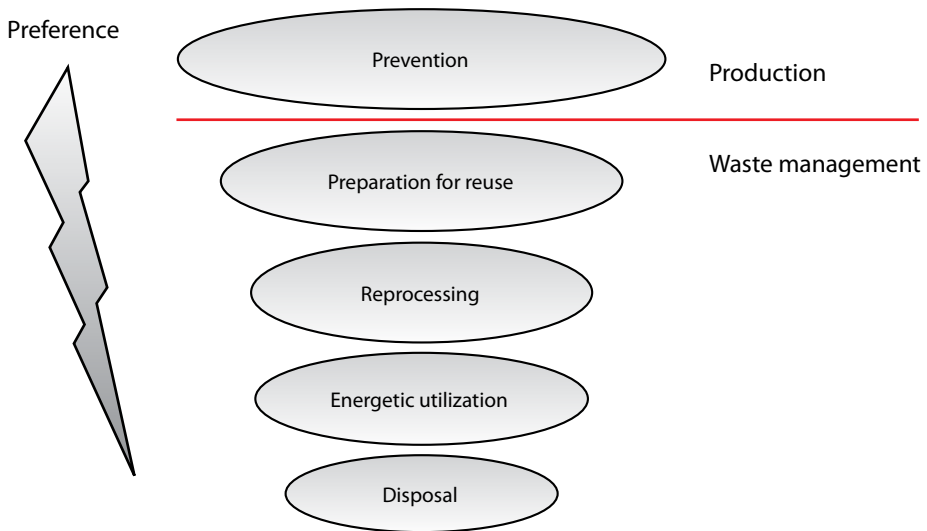 Preference
Prevention
Production
Waste management
Preparation for reuse
Reprocessing
Energetic utilization
Disposal